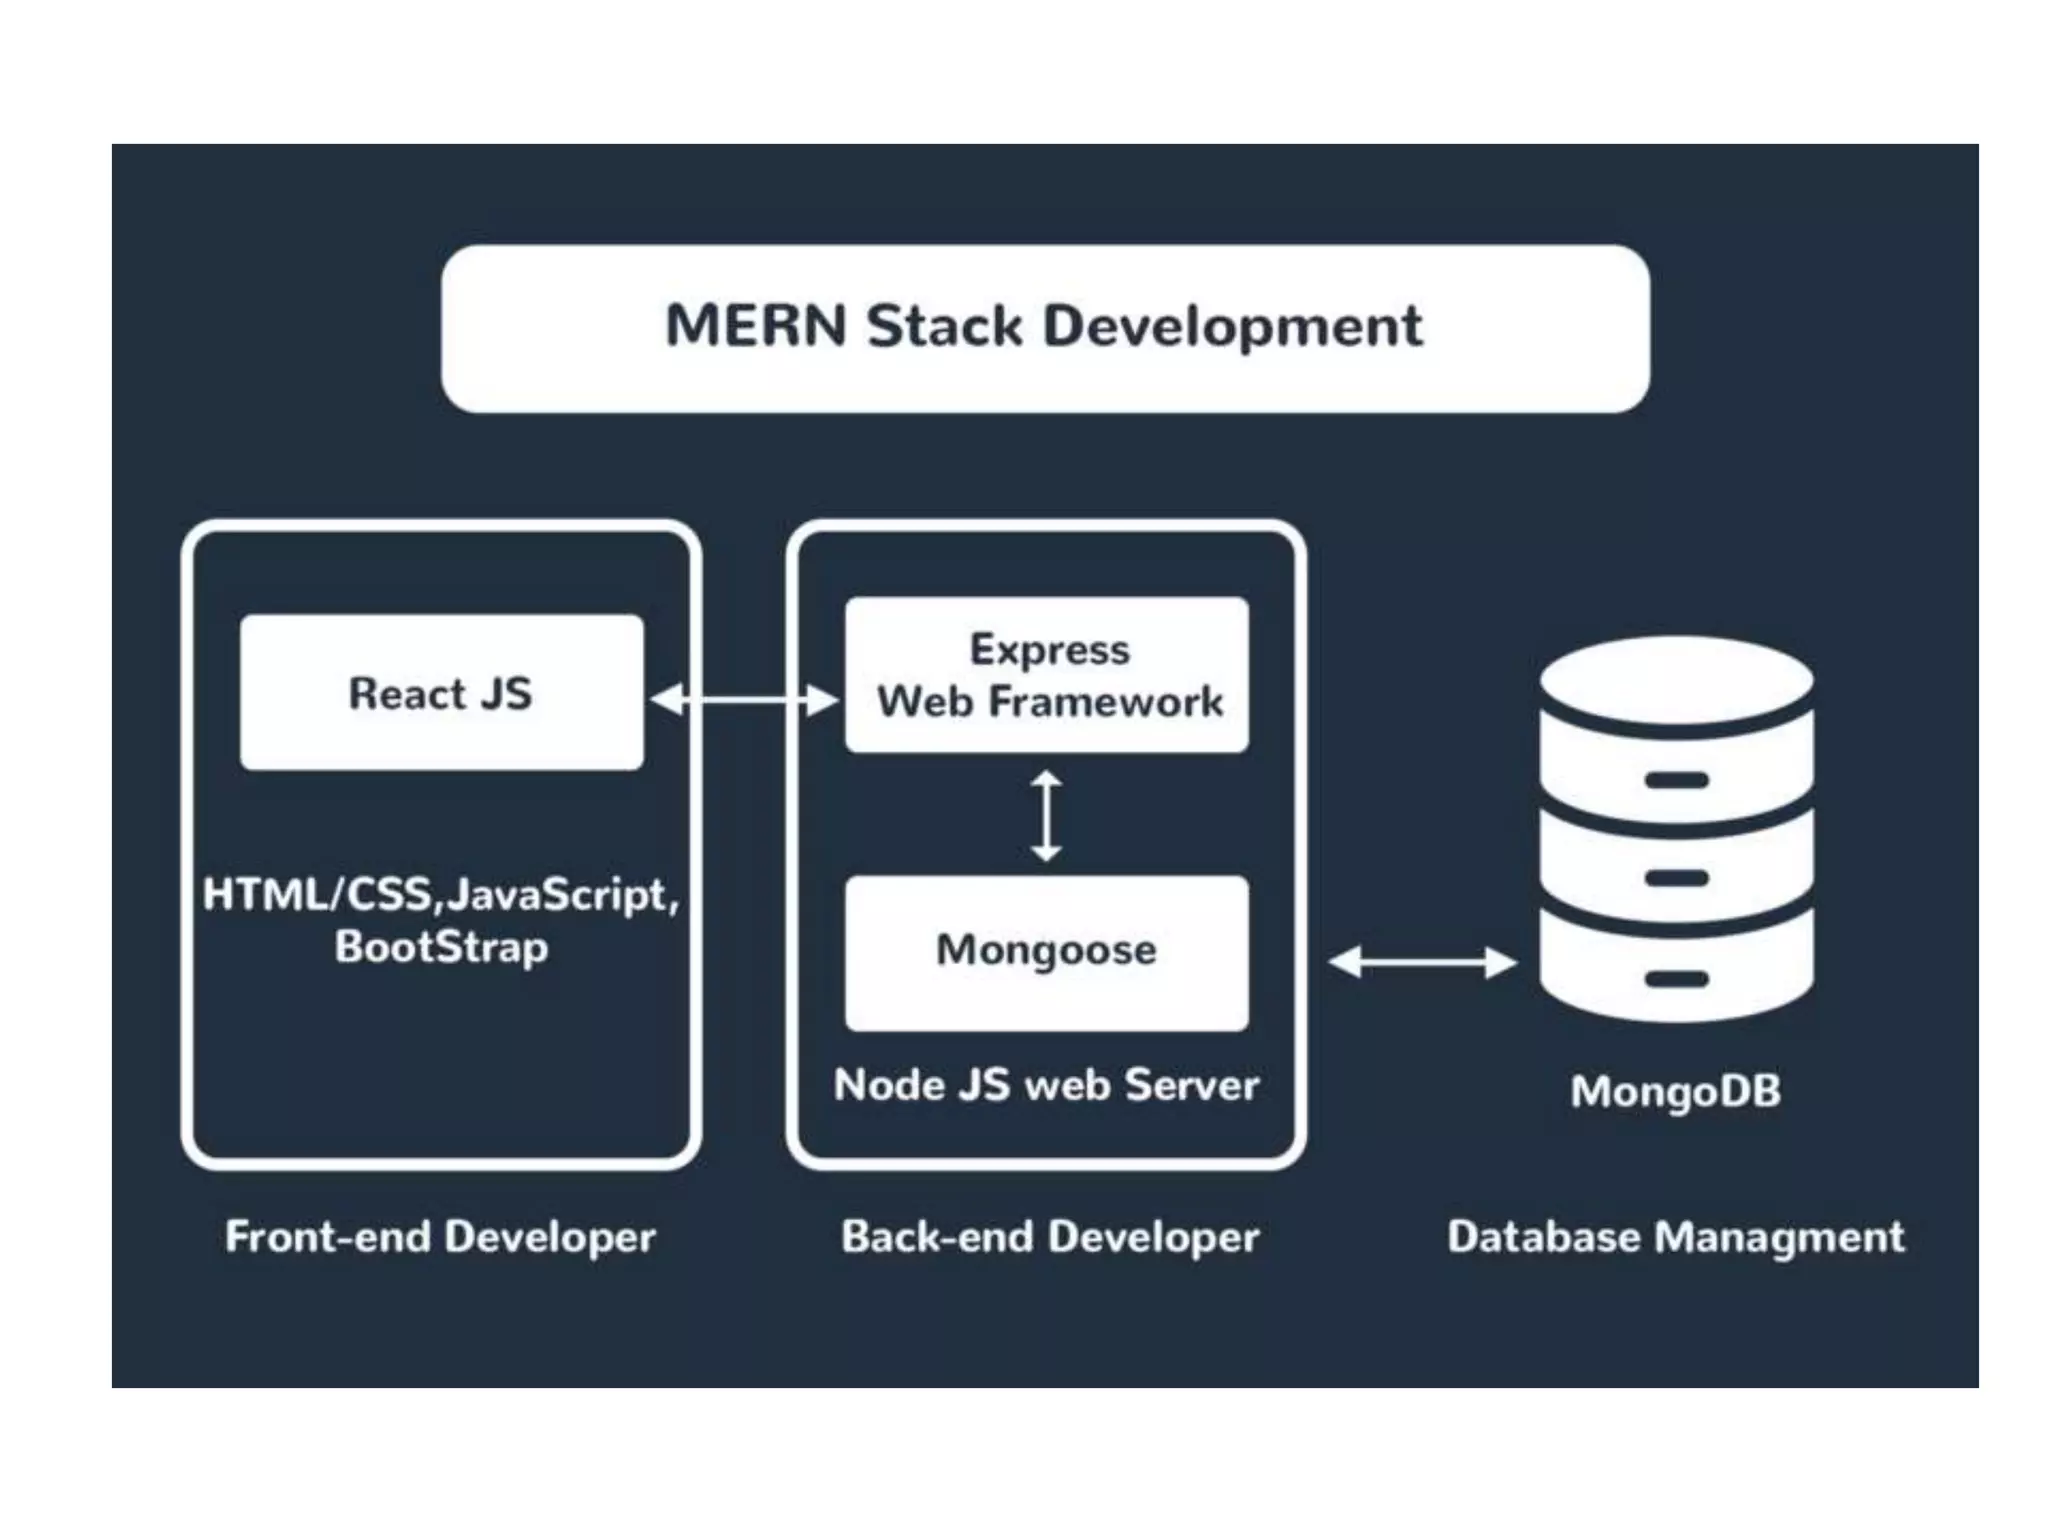 MERN Stack Development
React JS
HTML/CSS,JavaScript,
BootStrap
Front-end Developer
Express
Web Framework
Mongoose
Node JS web Server
Back-end Developer
MongoDB
Database Managment